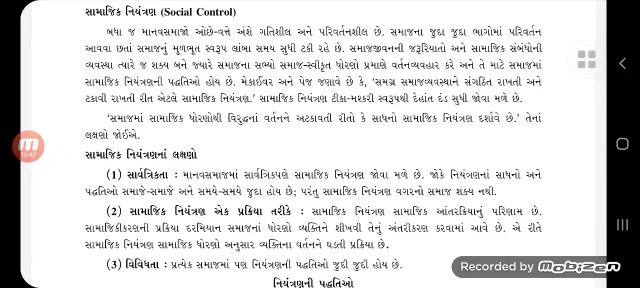 સામાજિક નિયંત્રણ (Social Control)
બધા જ માનવસમાજો ઓછે-વત્તે અંશે ગતિશીલ અને પરિવર્તનશીલ છે. સમાજના જુદા જુદા ભાગોમાં પરિવર્તન
આવવા છતાં સમાજનું મૂળભૂત સ્વરૂપ લાંબા સમય સુધી ટકી રહે છે. સમાજજીવનની જરૂરિયાતો અને સામાજિક સંબંધોની
વ્યવસ્થા ત્યારે જ શક્ય બને જ્યારે સમાજના સભ્યો સમાજ-સ્વીકૃત ધોરણો પ્રમાણે વર્તનવ્યવહાર કરે અને તે માટે સમાજમાં
સામાજિક નિયંત્રણની પદ્ધતિઓ હોય છે. મેકાઈવર અને પેજ જણાવે છે કે, ‘સમગ્ર સમાજવ્યવસ્થાને સંગઠિત રાખતી અને
ટકાવી રાખતી રીત એટલે સામાજિક નિયંત્રણ.’ સામાજિક નિયંત્રણ ટીકા-મશ્કરી સ્વરૂપથી દેહાંત દંડ સુધી જોવા મળે છે.
‘સમાજમાં સામાજિક ધોરણોથી વિરુદ્ધનાં વર્તનને અટકાવતી રીતો કે સાધનો સામાજિક નિયંત્રણ દર્શાવે છે.’ તેનાં
લક્ષણો જોઈએ.
સામાજિક નિયંત્રણનાં લક્ષણો
(1) સાર્વત્રિકતા : માનવસમાજમાં સાર્વત્રિકપણે સામાજિક નિયંત્રણ જોવા મળે છે. જોકે નિયંત્રણનાં સાધનો અને
પદ્ધતિઓ સમાજે-સમાજે અને સમયે-સમયે જુદા હોય છે; પરંતુ સામાજિક નિયંત્રણ વગરનો સમાજ શક્ય નથી.
(2) સામાજિક નિયંત્રણ એક પ્રક્રિયા તરીકે : સામાજિક નિયંત્રણ સામાજિક આંતરક્રિયાનું પરિણામ છે.
સામાજિકીકરણની પ્રક્રિયા દરમિયાન સમાજનાં ધોરણો વ્યક્તિને શીખવી તેનું આંતરીકરણ કરવામાં આવે છે. એ રીતે
સામાજિક નિયંત્રણ સામાજિક ધોરણો અનુસાર વ્યક્તિના વર્તનને ઘડતી પ્રક્રિયા છે.
(3) વિવિધતા : પ્રત્યેક સમાજમાં પણ નિયંત્રણની પદ્ધતિઓ જુદી જુદી હોય છે.
નિયંત્રણની પદ્ધતિઓ
16:42
Recorded by Mobizen